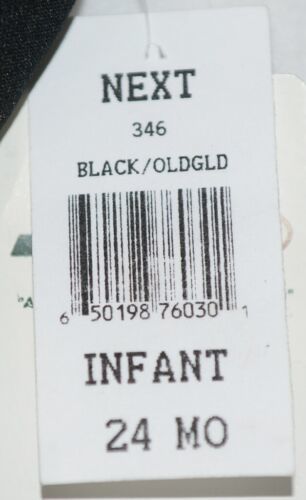 NEXT
346
BLACK/OLDGLD
6 50198 76030 1
INFANT
24 MO
"A